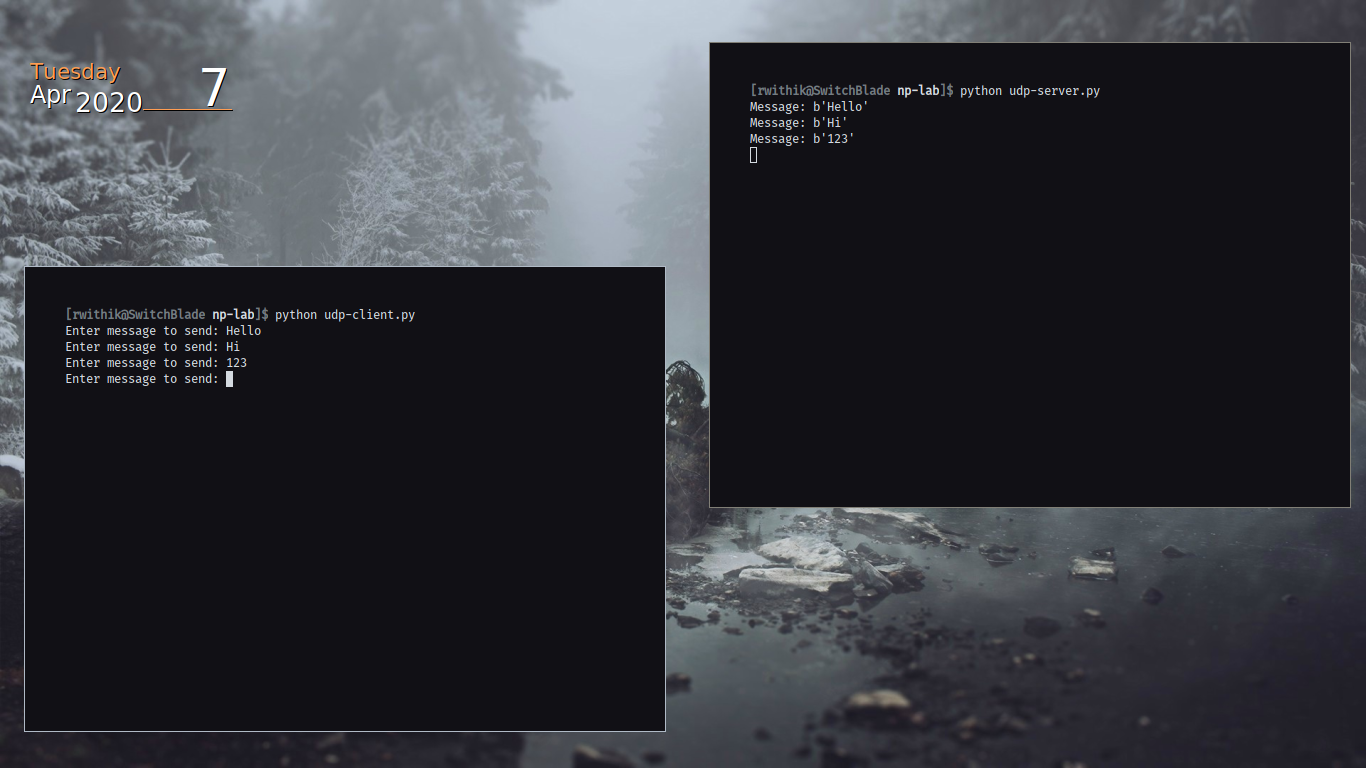 Tuesday
Apr 2020 7
[rwithik@SwitchBlade np-lab]$ python udp-server.py
Message: b'Hello'
Message: b'Hi'
Message: b'123'
[rwithik@SwitchBlade np-lab]$ python udp-client.py
Enter message to send: Hello
Enter message to send: Hi
Enter message to send: 123
Enter message to send: